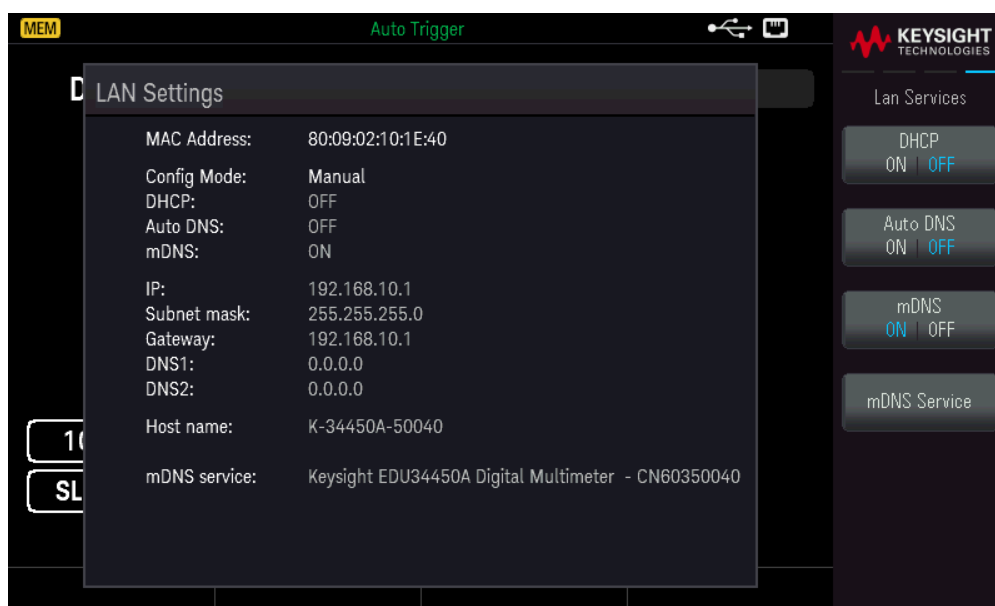 MEM Auto Trigger
KEYSIGHT
TECHNOLOGIES
D
LAN Settings
MAC Address: 80:09:02:10:1E:40
Config Mode: Manual
DHCP: OFF
Auto DNS: OFF
mDNS: ON
IP: 192.168.10.1
Subnet mask: 255.255.255.0
Gateway: 192.168.10.1
DNS1: 0.0.0.0
DNS2: 0.0.0.0
Host name: K-34450A-50040
mDNS service: Keysight EDU34450A Digital Multimeter - CN60350040
10
SL
Lan Services
DHCP
ON | OFF
Auto DNS
ON | OFF
mDNS
ON | OFF
mDNS Service